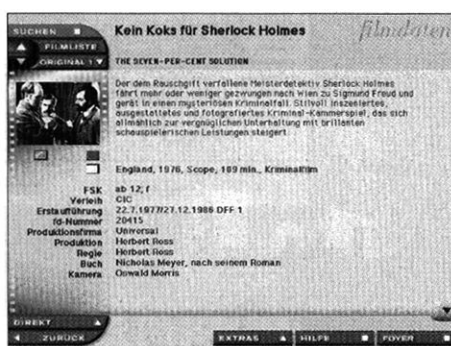 SUCHEN
Kein Koks für Sherlock Holmes
filmdaten
FILMLISTE
ORIGINAL 1
THE SEVEN-PER-CENT SOLUTION
Der dem Rauschgift verfallene Meisterdetektiv Sherlock Holmes
fährt mehr oder weniger gezwungen nach Wien zu Sigmund Freud und
gerät in einen mysteriösen Kriminalfall. Stilvoll inszeniertes,
ausgestattetes und fotografiertes Kriminal-Kammerspiel, das sich
allmählich zur vergnüglichen Unterhaltung mit brillanten
schauspielerischen Leistungen steigert.
England, 1976, Scope, 109 min., Kriminalfilm
FSK ab 12; f
Verleih CIC
Erstaufführung 22.7.1977/27.12.1986 DFF 1
fd-Nummer 20415
Produktionsfirma Universal
Produktion Herbert Ross
Regie Herbert Ross
Buch Nicholas Meyer, nach seinem Roman
Kamera Oswald Morris
DIREKT
ZURÜCK
EXTRAS
HILFE
FOYER